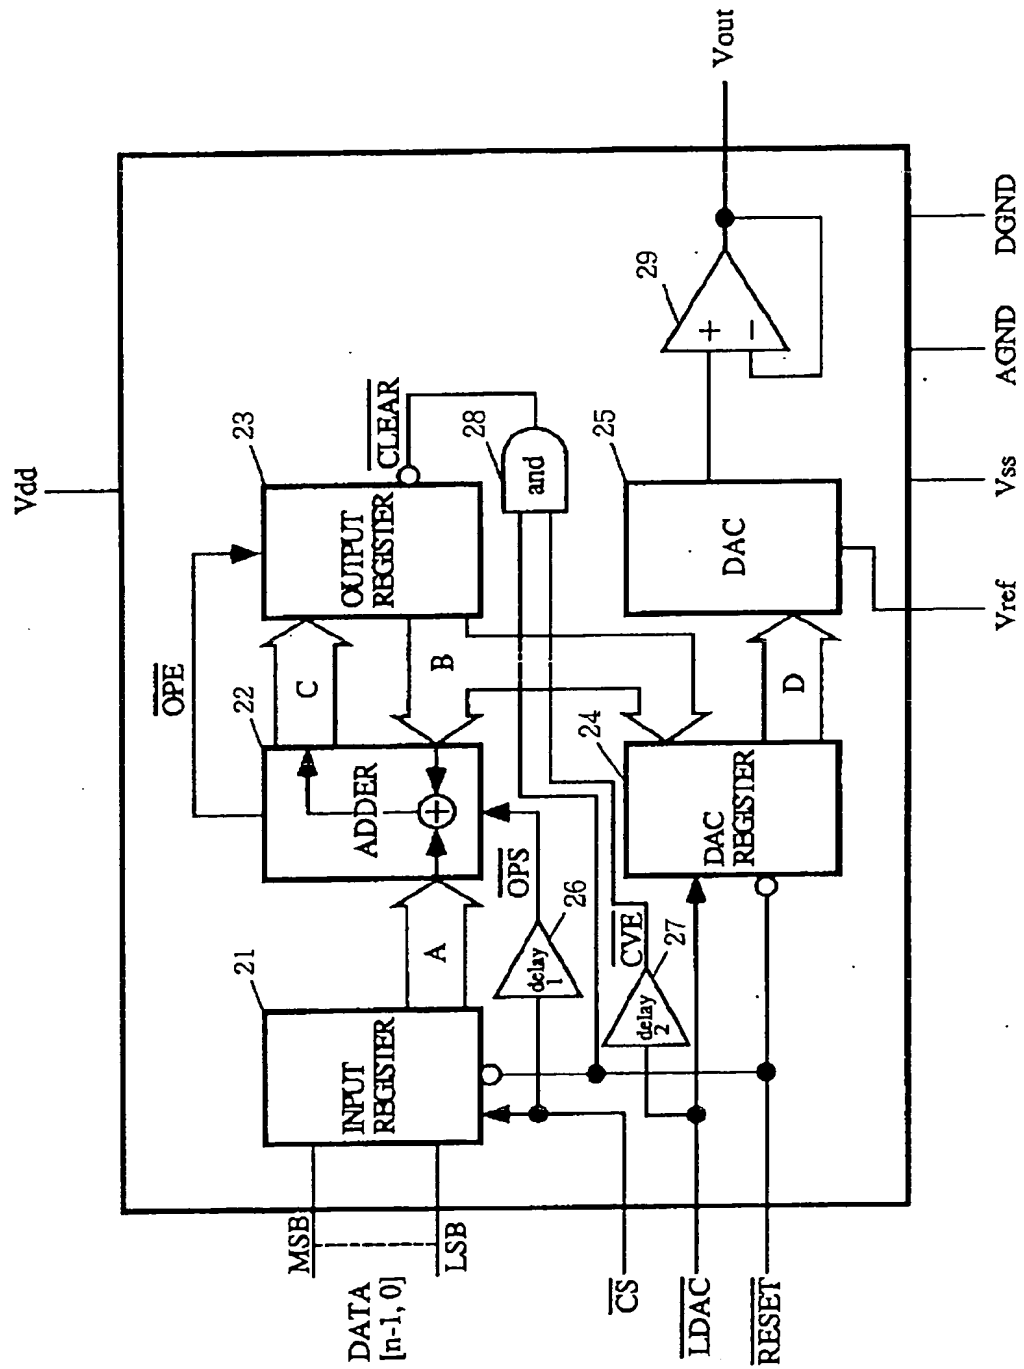 Vdd
OPE
21
22
23
INPUT
REGISTER
A
ADDER
C
B
OUTPUT
REGISTER
CLEAR
MSB
LSB
DATA
[n-1, 0]
delay
1
26
OPS
28
and
CS
delay
2
27
CVE
24
DAC
REGISTER
D
25
DAC
29
+
−
Vout
LDAC
RESET
Vref
Vss
AGND
DGND